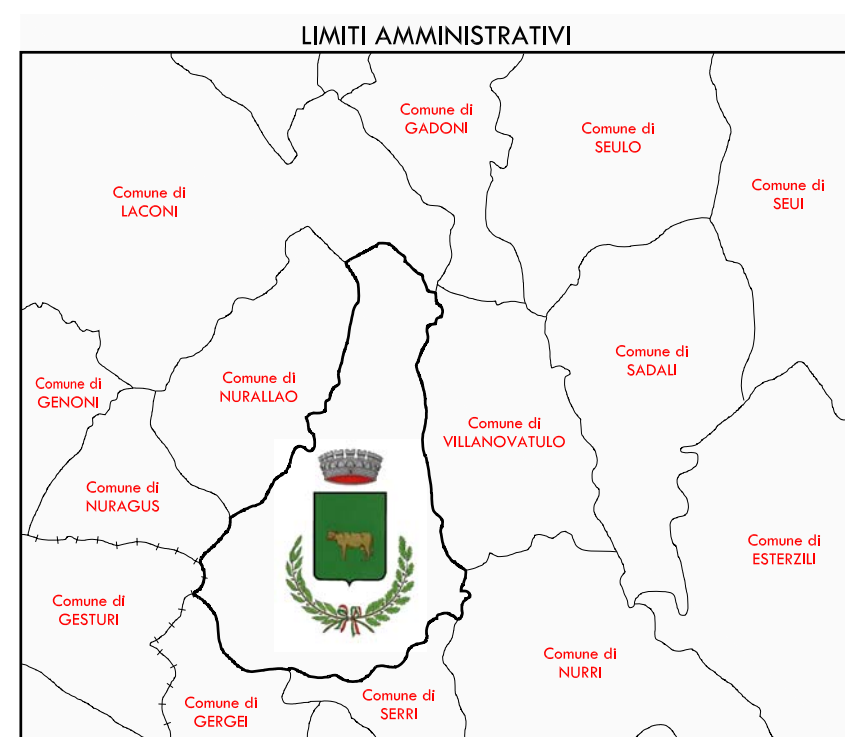 LIMITI AMMINISTRATIVI
Comune di
GADONI
Comune di
SEULO
Comune di
SEUI
Comune di
LACONI
Comune di
SADALI
Comune di
NURALLAO
Comune di
GENONI
Comune di
VILLANOVATULO
Comune di
NURAGUS
Comune di
ESTERZILI
Comune di
GESTURI
Comune di
NURRI
Comune di
SERRI
Comune di
GERGEI